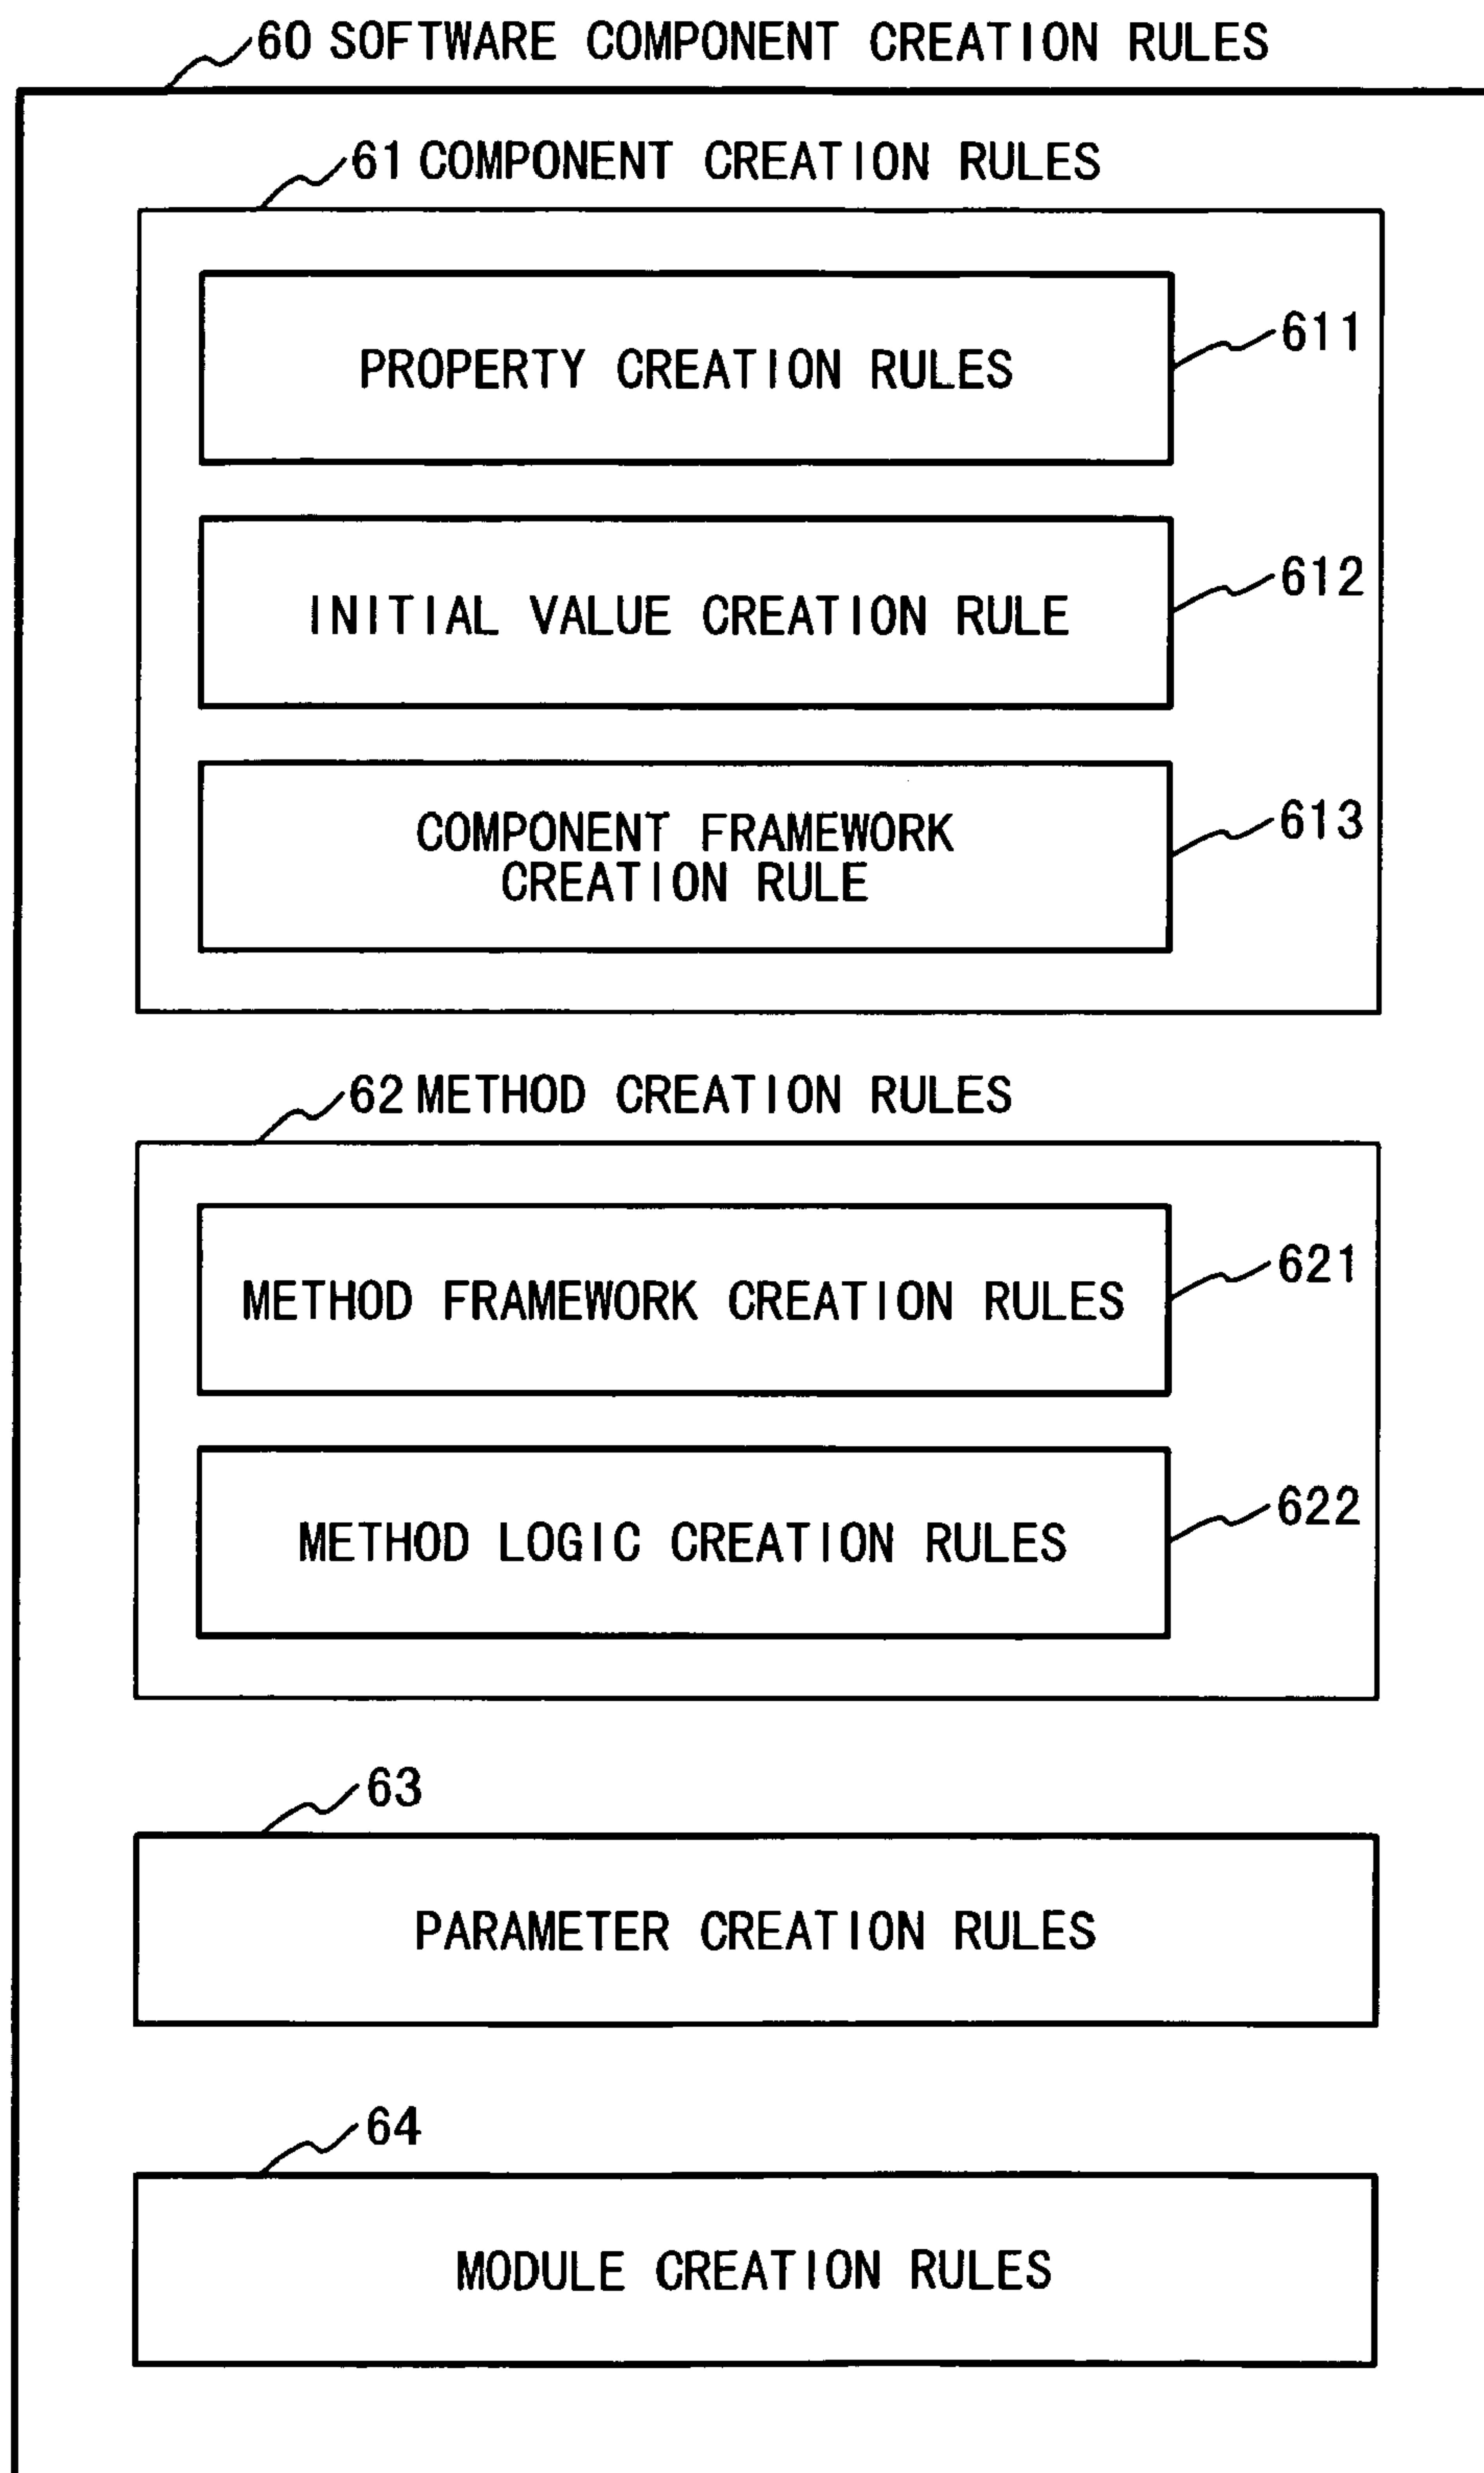 60 SOFTWARE COMPONENT CREATION RULES
61 COMPONENT CREATION RULES
PROPERTY CREATION RULES
611
INITIAL VALUE CREATION RULE
612
COMPONENT FRAMEWORK
CREATION RULE
613
62 METHOD CREATION RULES
METHOD FRAMEWORK CREATION RULES
621
METHOD LOGIC CREATION RULES
622
63
PARAMETER CREATION RULES
64
MODULE CREATION RULES